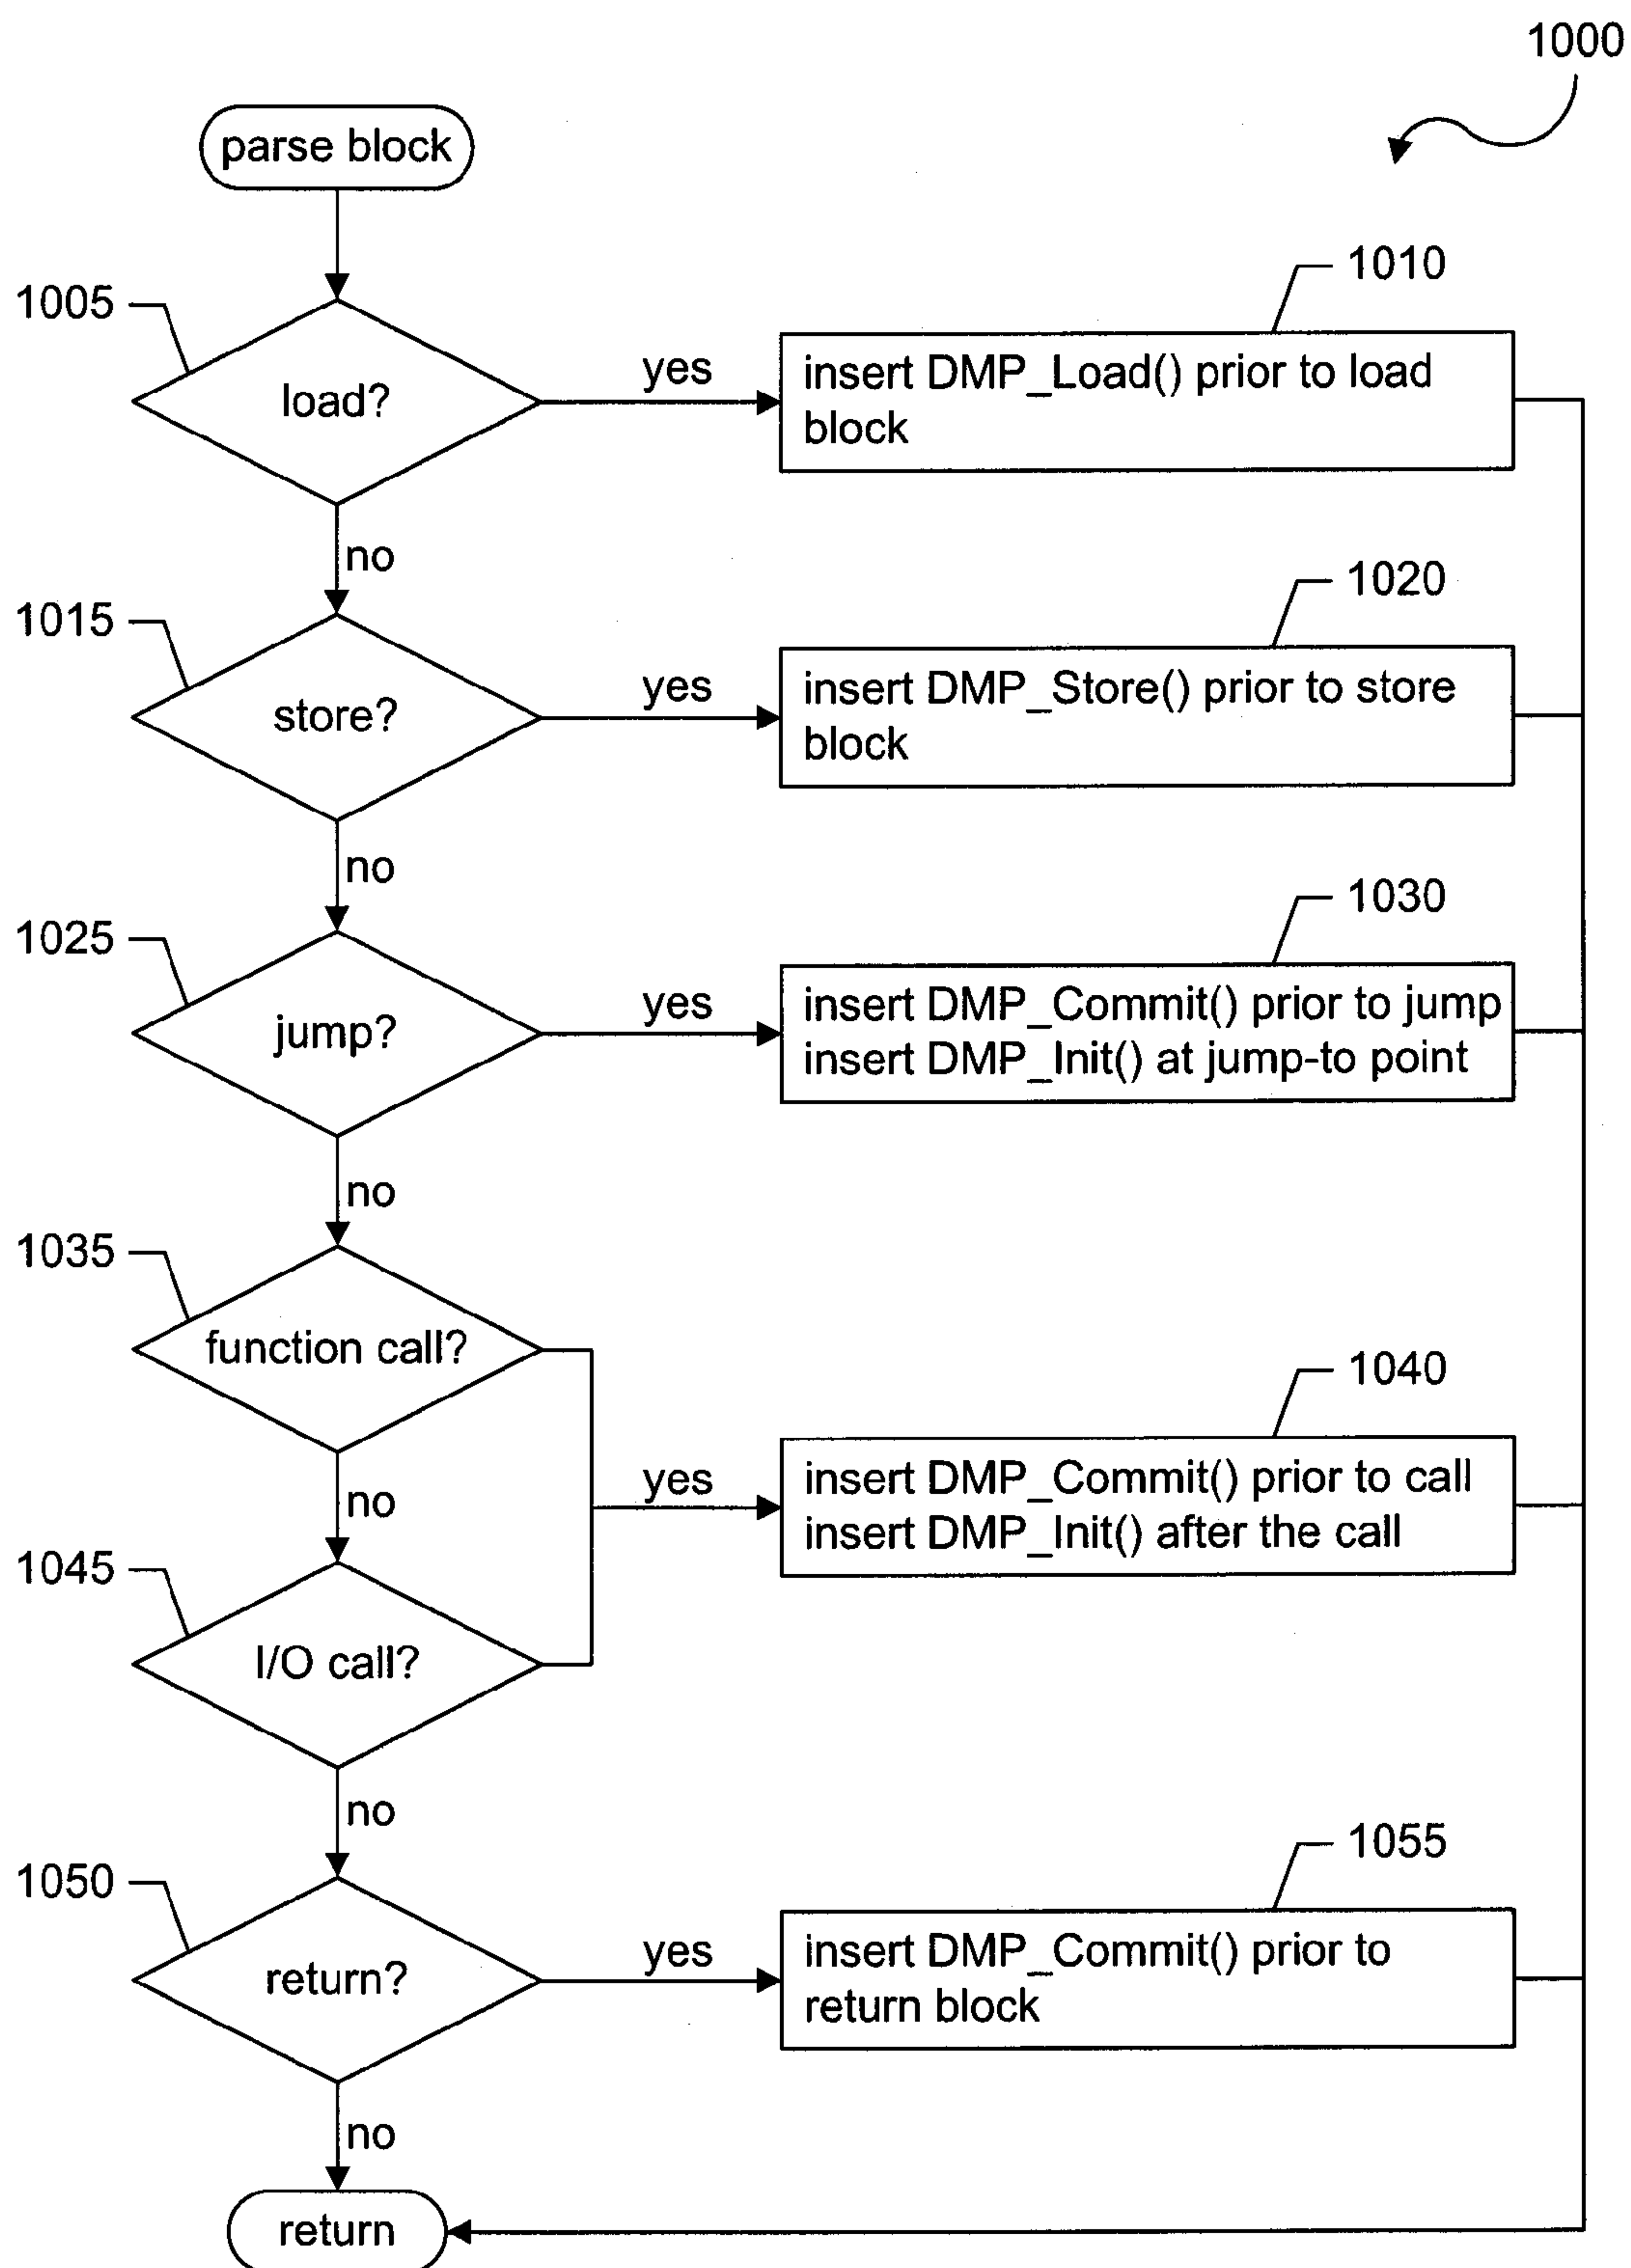 1000
parse block
1010
1005
yes
insert DMP_Load() prior to load
block
load?
no
1020
1015
yes
insert DMP_Store() prior to store
block
store?
no
1030
1025
yes
insert DMP_Commit() prior to jump
insert DMP_Init() at jump-to point
jump?
no
1035
function call?
1040
yes
insert DMP_Commit() prior to call
insert DMP_Init() after the call
no
1045
I/O call?
no
1055
1050
yes
insert DMP_Commit() prior to
return block
return?
no
return